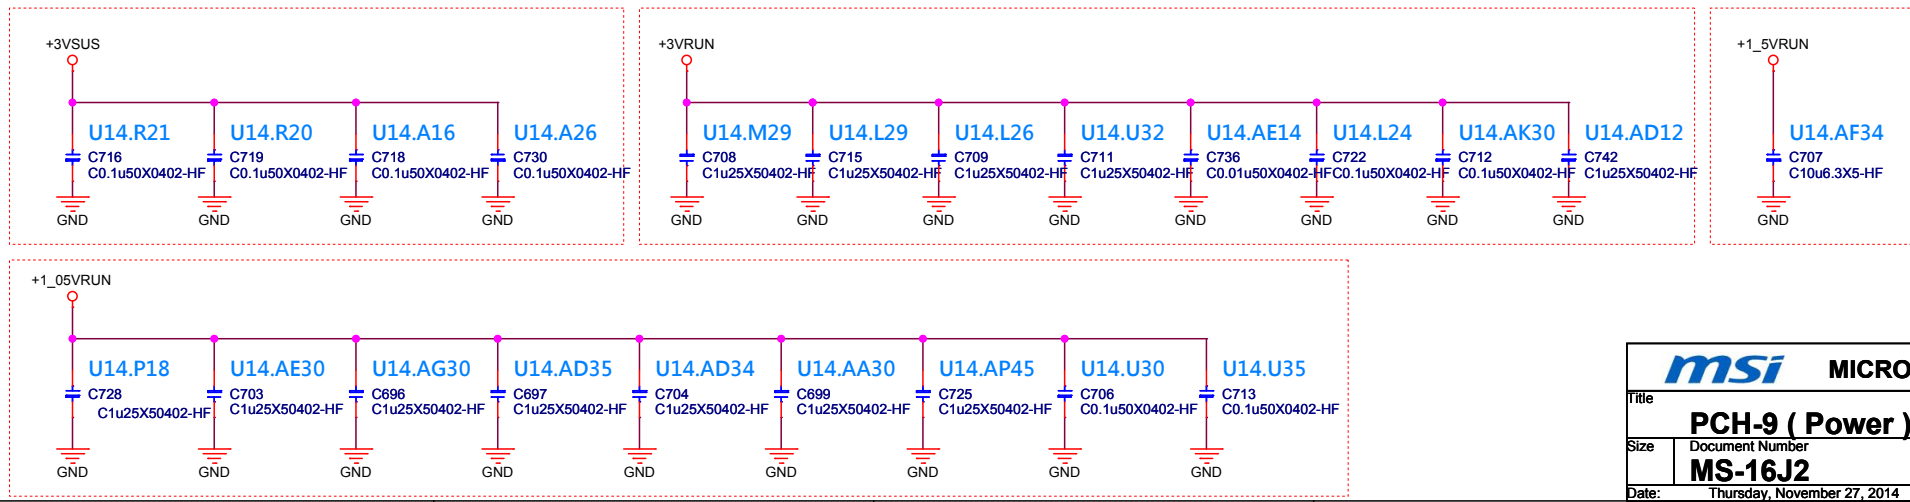 +3VSUS
+3VRUN
+1_5VRUN
U14.R21
U14.R20
U14.A16
U14.A26
U14.M29
U14.L29
U14.L26
U14.U32
U14.AE14
U14.L24
U14.AK30
U14.AD12
U14.AF34
C716
C719
C718
C730
C708
C715
C709
C711
C736
C722
C712
C742
C707
C0.1u50X0402-HF
C0.1u50X0402-HF
C0.1u50X0402-HF
C0.1u50X0402-HF
C1u25X50402-HF
C1u25X50402-HF
C1u25X50402-HF
C1u25X50402-HF
C0.01u50X0402-HF
C0.1u50X0402-HF
C0.1u50X0402-HF
C1u25X50402-HF
C10u6.3X5-HF
GND
GND
GND
GND
GND
GND
GND
GND
GND
GND
GND
GND
GND
+1_05VRUN
U14.P18
U14.AE30
U14.AG30
U14.AD35
U14.AD34
U14.AA30
U14.AP45
U14.U30
U14.U35
C728
C703
C696
C697
C704
C699
C725
C706
C713
C1u25X50402-HF
C1u25X50402-HF
C1u25X50402-HF
C1u25X50402-HF
C1u25X50402-HF
C1u25X50402-HF
C1u25X50402-HF
C0.1u50X0402-HF
C0.1u50X0402-HF
GND
GND
GND
GND
GND
GND
GND
GND
GND
msi MICRO
Title
PCH-9 ( Power )
Size Document Number
MS-16J2
Date: Thursday, November 27, 2014